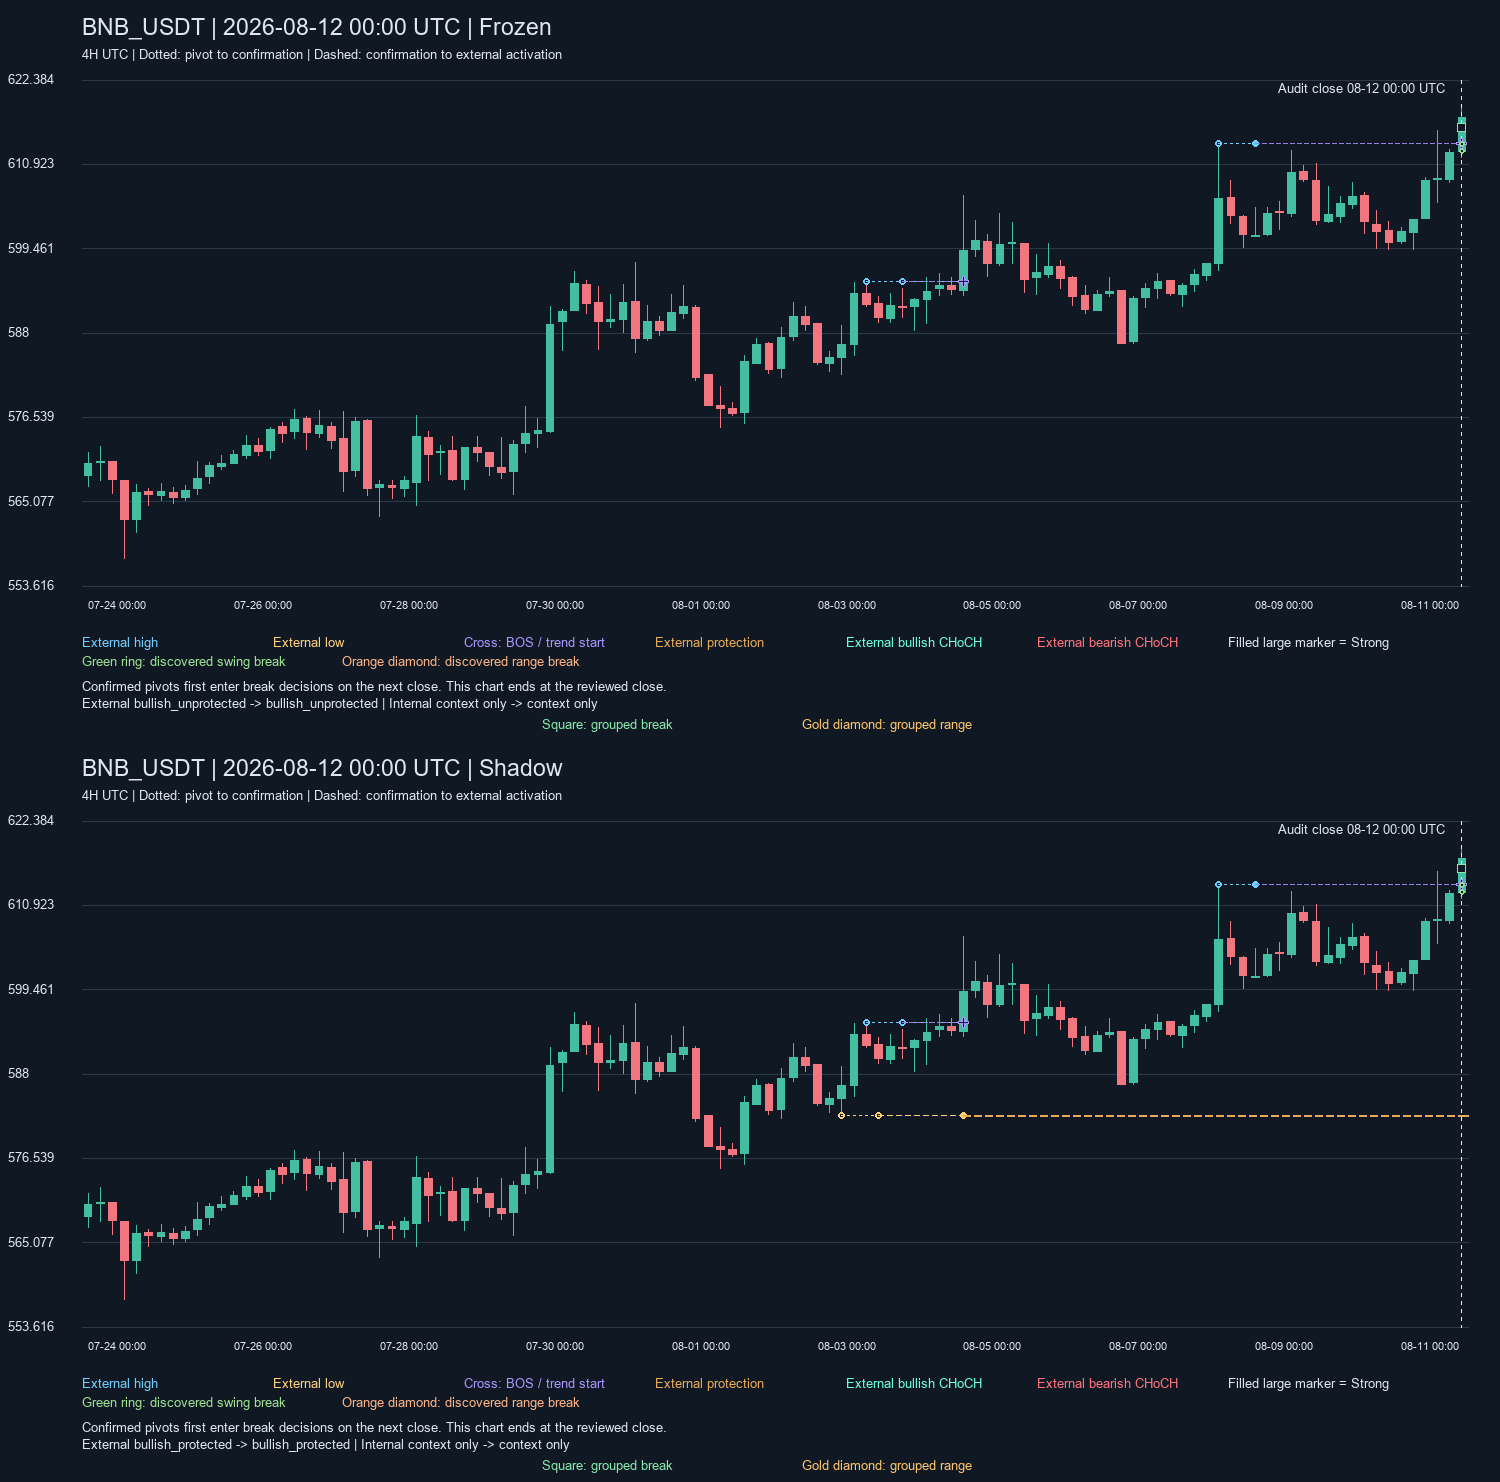 BNB_USDT | 2026-08-12 00:00 UTC | Frozen
4H UTC | Dotted: pivot to confirmation | Dashed: confirmation to external activation
622.384
Audit close 08-12 00:00 UTC
610.923
599.461
588
576.539
565.077
553.616
07-24 00:00 07-26 00:00 07-28 00:00 07-30 00:00 08-01 00:00 08-03 00:00 08-05 00:00 08-07 00:00 08-09 00:00 08-11 00:00
External high External low Cross: BOS / trend start External protection External bullish CHoCH External bearish CHoCH Filled large marker = Strong
Green ring: discovered swing break Orange diamond: discovered range break
Confirmed pivots first enter break decisions on the next close. This chart ends at the reviewed close.
External bullish_unprotected -> bullish_unprotected | Internal context only -> context only
Square: grouped break Gold diamond: grouped range
BNB_USDT | 2026-08-12 00:00 UTC | Shadow
4H UTC | Dotted: pivot to confirmation | Dashed: confirmation to external activation
622.384
Audit close 08-12 00:00 UTC
610.923
599.461
588
576.539
565.077
553.616
07-24 00:00 07-26 00:00 07-28 00:00 07-30 00:00 08-01 00:00 08-03 00:00 08-05 00:00 08-07 00:00 08-09 00:00 08-11 00:00
External high External low Cross: BOS / trend start External protection External bullish CHoCH External bearish CHoCH Filled large marker = Strong
Green ring: discovered swing break Orange diamond: discovered range break
Confirmed pivots first enter break decisions on the next close. This chart ends at the reviewed close.
External bullish_protected -> bullish_protected | Internal context only -> context only
Square: grouped break Gold diamond: grouped range